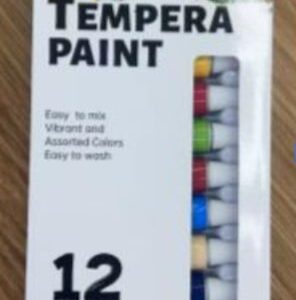 TEMPERA
PAINT
Easy to mix
Vibrant and
Assorted Colors
Easy to wash
12